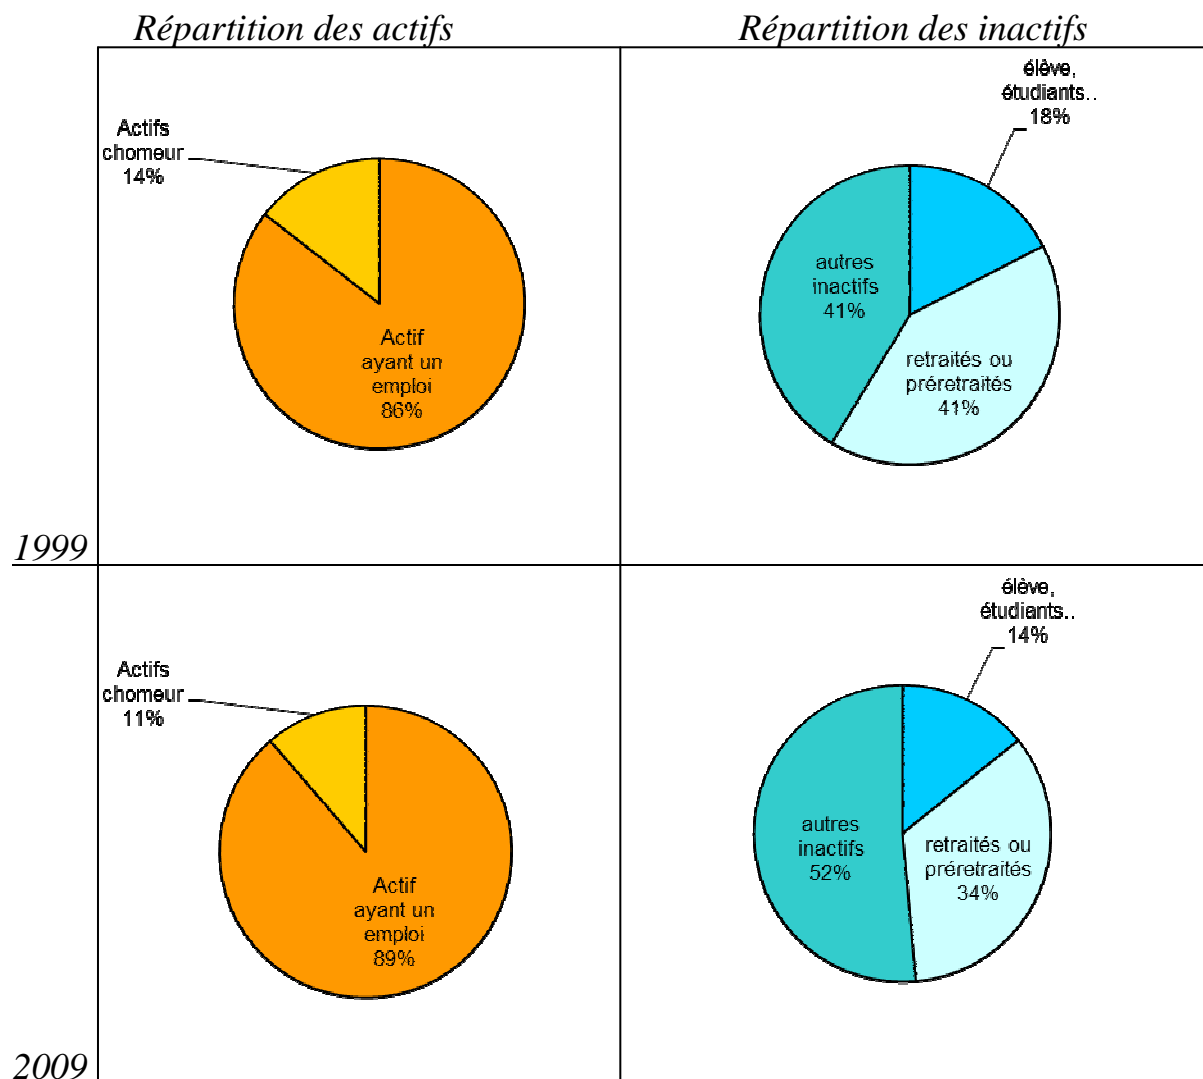 Répartition des actifs
Répartition des inactifs
Actifs
chomeur
14%
Actif
ayant un
emploi
86%
élève,
étudiants..
18%
autres
inactifs
41%
retraités ou
préretraités
41%
1999
Actifs
chomeur
11%
Actif
ayant un
emploi
89%
élève,
étudiants..
14%
autres
inactifs
52%
retraités ou
préretraités
34%
2009